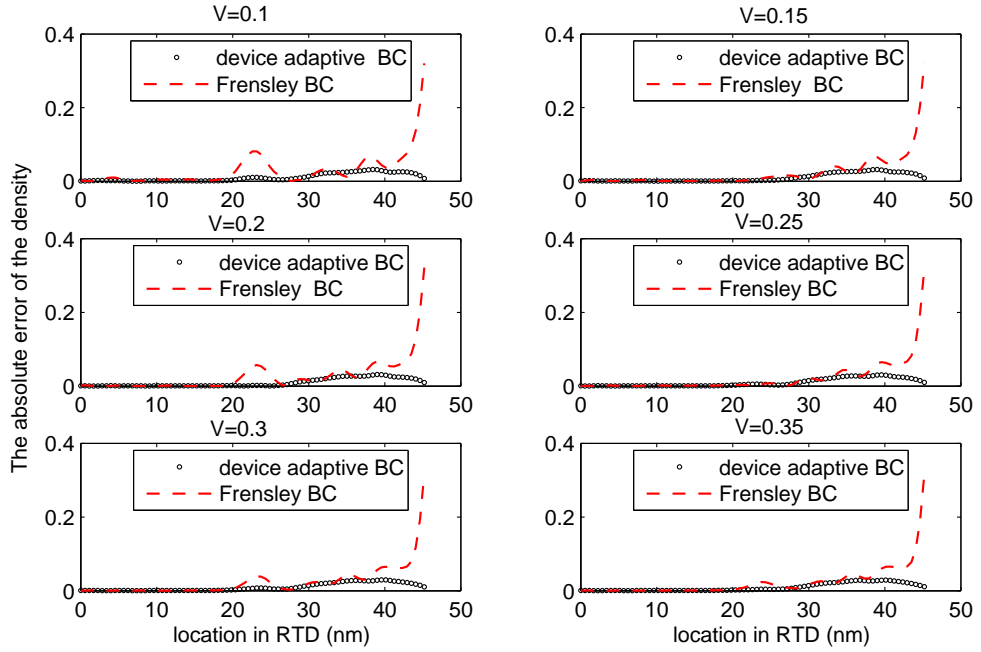 The absolute error of the density
V=0.1
0.4
0.2
0
device adaptive BC
Frensley BC
0 10 20 30 40 50
V=0.15
0.4
0.2
0
device adaptive BC
Frensley BC
0 10 20 30 40 50
V=0.2
0.4
0.2
0
device adaptive BC
Frensley BC
0 10 20 30 40 50
V=0.25
0.4
0.2
0
device adaptive BC
Frensley BC
0 10 20 30 40 50
V=0.3
0.4
0.2
0
device adaptive BC
Frensley BC
0 10 20 30 40 50
location in RTD (nm)
V=0.35
0.4
0.2
0
device adaptive BC
Frensley BC
0 10 20 30 40 50
location in RTD (nm)